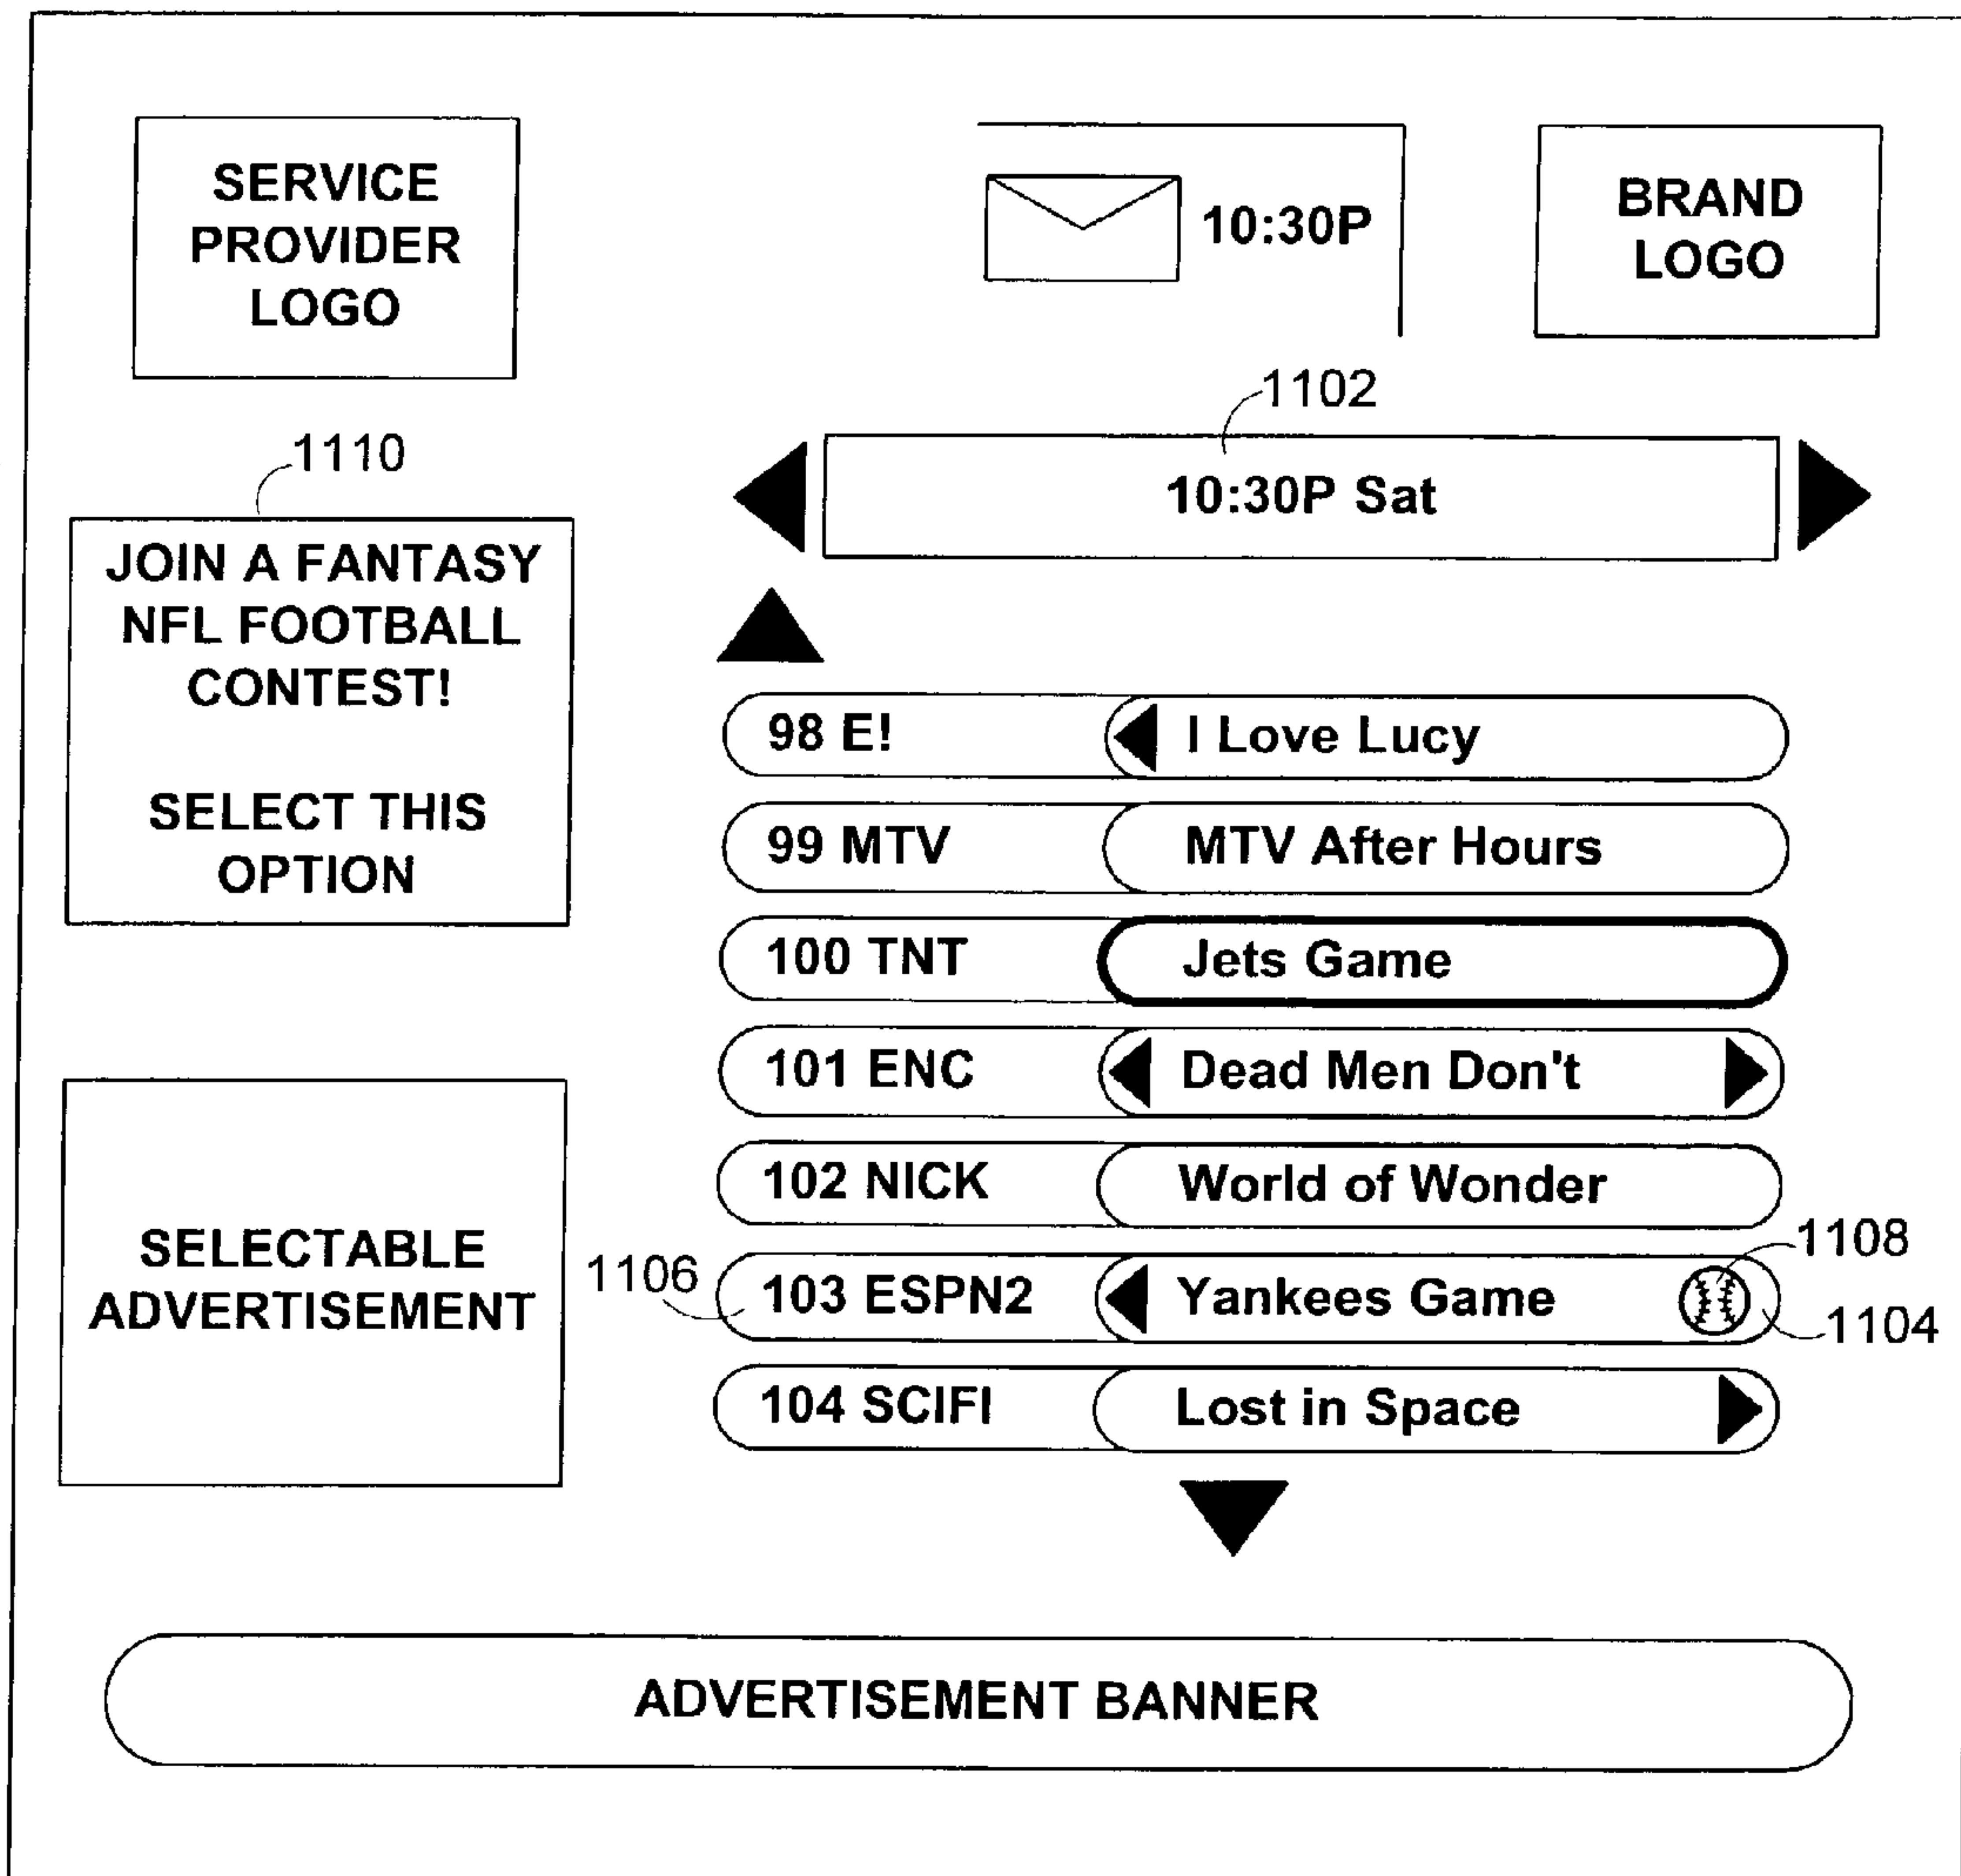 SERVICE
PROVIDER
LOGO
10:30P
BRAND
LOGO
1102
10:30P Sat
1110
JOIN A FANTASY
NFL FOOTBALL
CONTEST!
SELECT THIS
OPTION
98 E! I Love Lucy
99 MTV MTV After Hours
100 TNT Jets Game
101 ENC Dead Men Don't
102 NICK World of Wonder
1108
1106
103 ESPN2 Yankees Game
1104
104 SCIFI Lost in Space
SELECTABLE
ADVERTISEMENT
ADVERTISEMENT BANNER